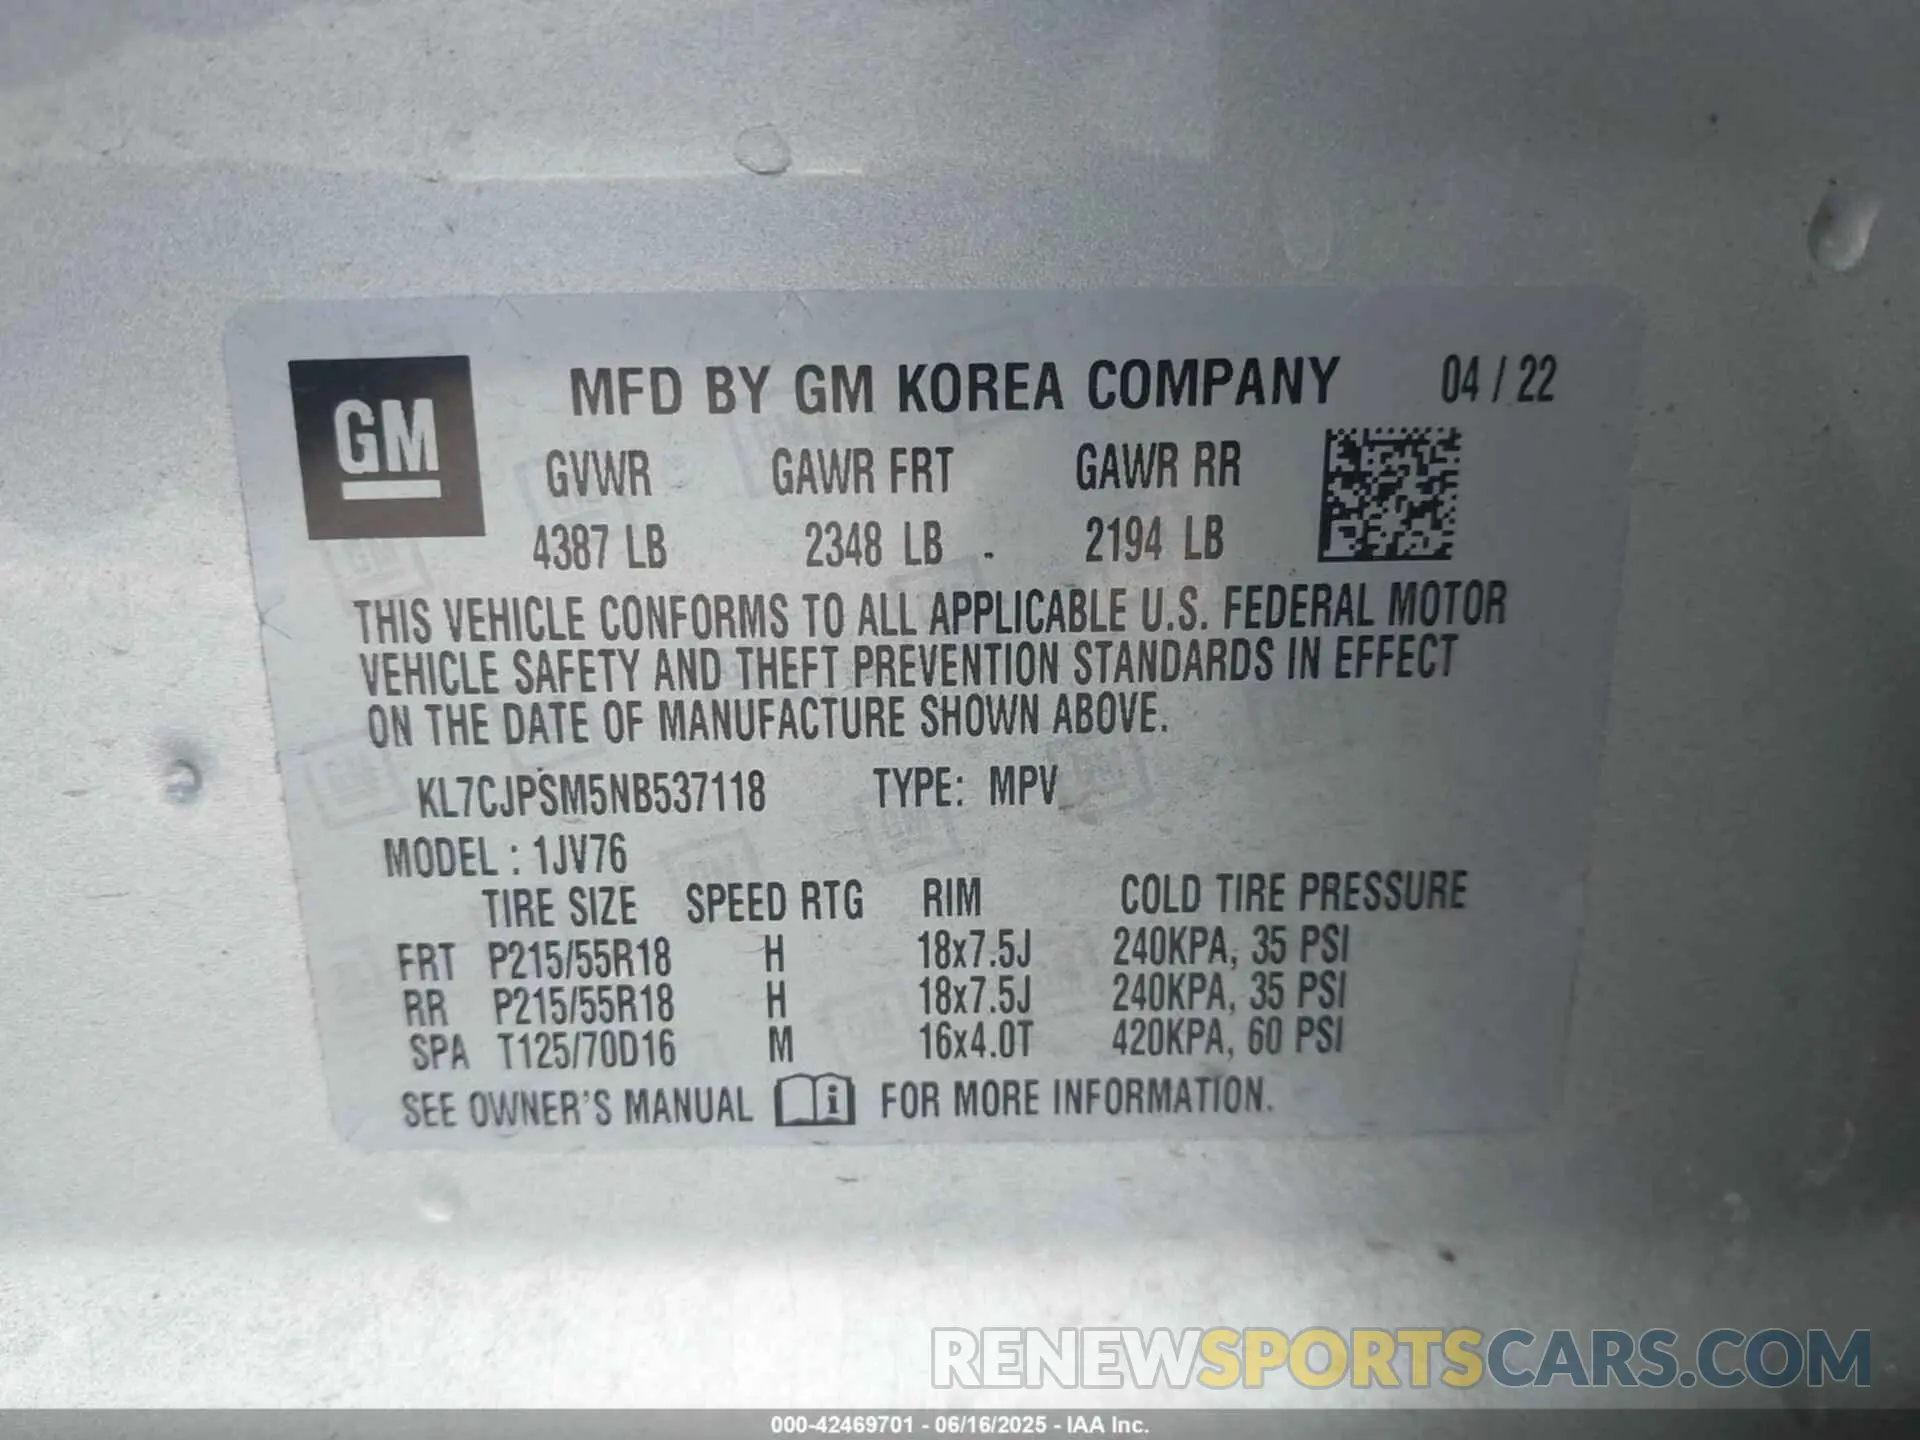 GM
MFD BY GM KOREA COMPANY 04 / 22
GVWR GAWR FRT GAWR RR
4387 LB 2348 LB 2194 LB
THIS VEHICLE CONFORMS TO ALL APPLICABLE U.S. FEDERAL MOTOR
VEHICLE SAFETY AND THEFT PREVENTION STANDARDS IN EFFECT
ON THE DATE OF MANUFACTURE SHOWN ABOVE.
KL7CJPSM5NB537118 TYPE: MPV
MODEL : 1JV76
TIRE SIZE SPEED RTG RIM COLD TIRE PRESSURE
FRT P215/55R18 H 18x7.5J 240KPA, 35 PSI
RR P215/55R18 H 18x7.5J 240KPA, 35 PSI
SPA T125/70D16 M 16x4.0T 420KPA, 60 PSI
SEE OWNER'S MANUAL i FOR MORE INFORMATION.
RENEWSPORTSCARS.COM
000-42469701 - 06/16/2025 - IAA Inc.